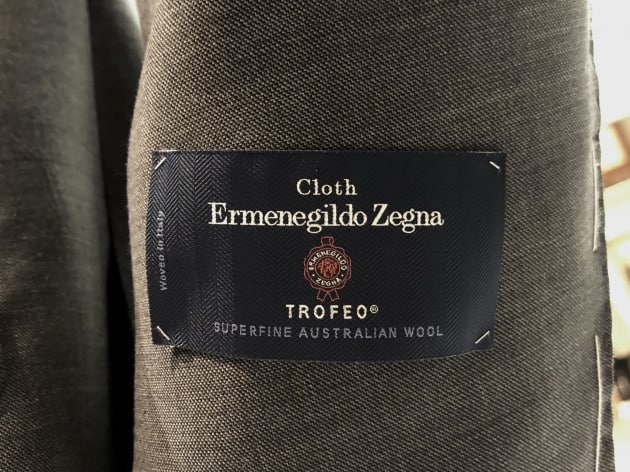 Cloth
Ermenegildo Zegna
ERMENEGILDO
ZEGNA
TROFEO®
SUPERFINE AUSTRALIAN WOOL
Woven in Italy